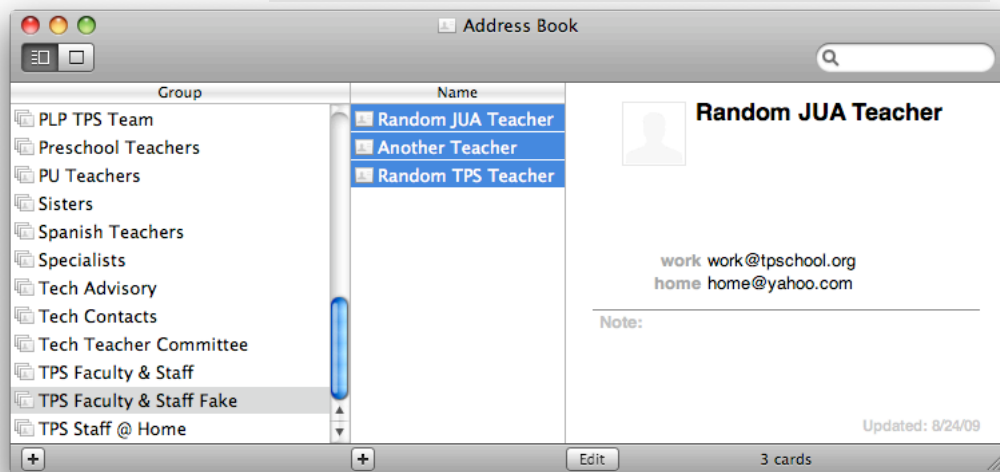 Address Book
Group
PLP TPS Team
Preschool Teachers
PU Teachers
Sisters
Spanish Teachers
Specialists
Tech Advisory
Tech Contacts
Tech Teacher Committee
TPS Faculty & Staff
TPS Faculty & Staff Fake
TPS Staff @ Home
Name
Random JUA Teacher
Another Teacher
Random TPS Teacher
Random JUA Teacher
work work@tpschool.org
home home@yahoo.com
Note:
Updated: 8/24/09
Edit
3 cards